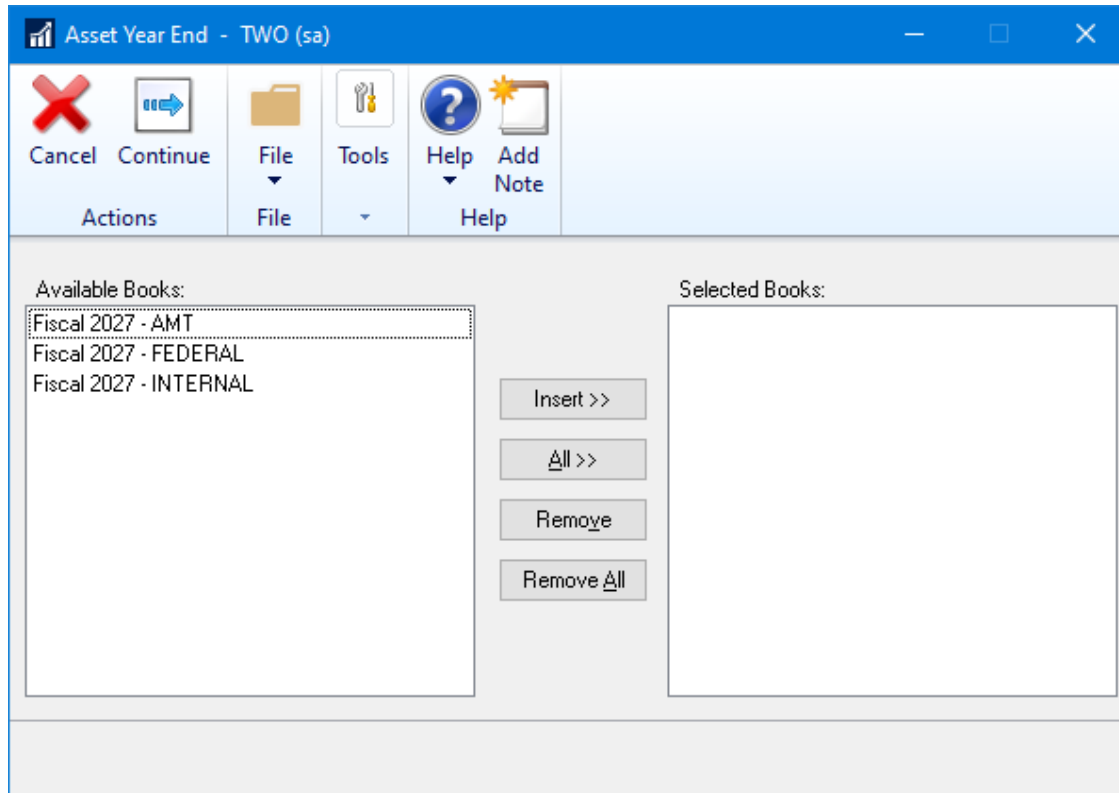 Asset Year End - TWO (sa)
Cancel Continue File Tools Help Add Note
Actions File Help
Available Books:
Selected Books:
Fiscal 2027 - AMT
Fiscal 2027 - FEDERAL
Fiscal 2027 - INTERNAL
Insert >>
All >>
Remove
Remove All